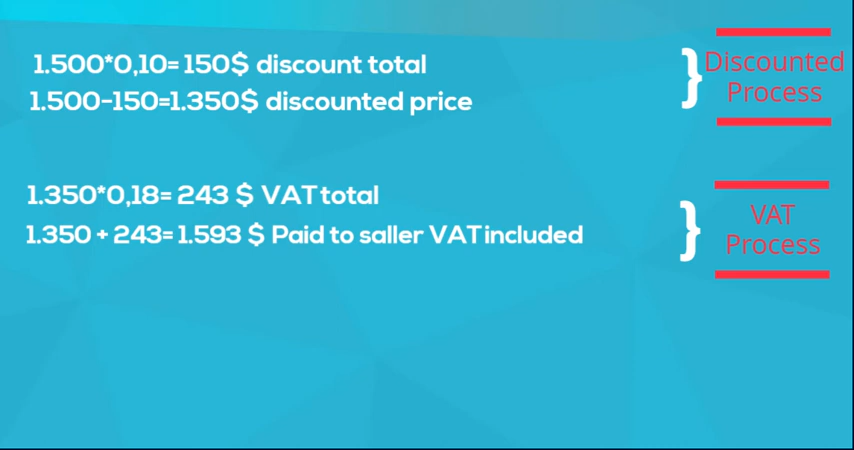 1.500*0,10= 150$ discount total
1.500-150=1.350$ discounted price
} Discounted
Process
1.350*0,18= 243 $ VAT total
1.350 + 243= 1.593 $ Paid to saller VAT included
} VAT
Process